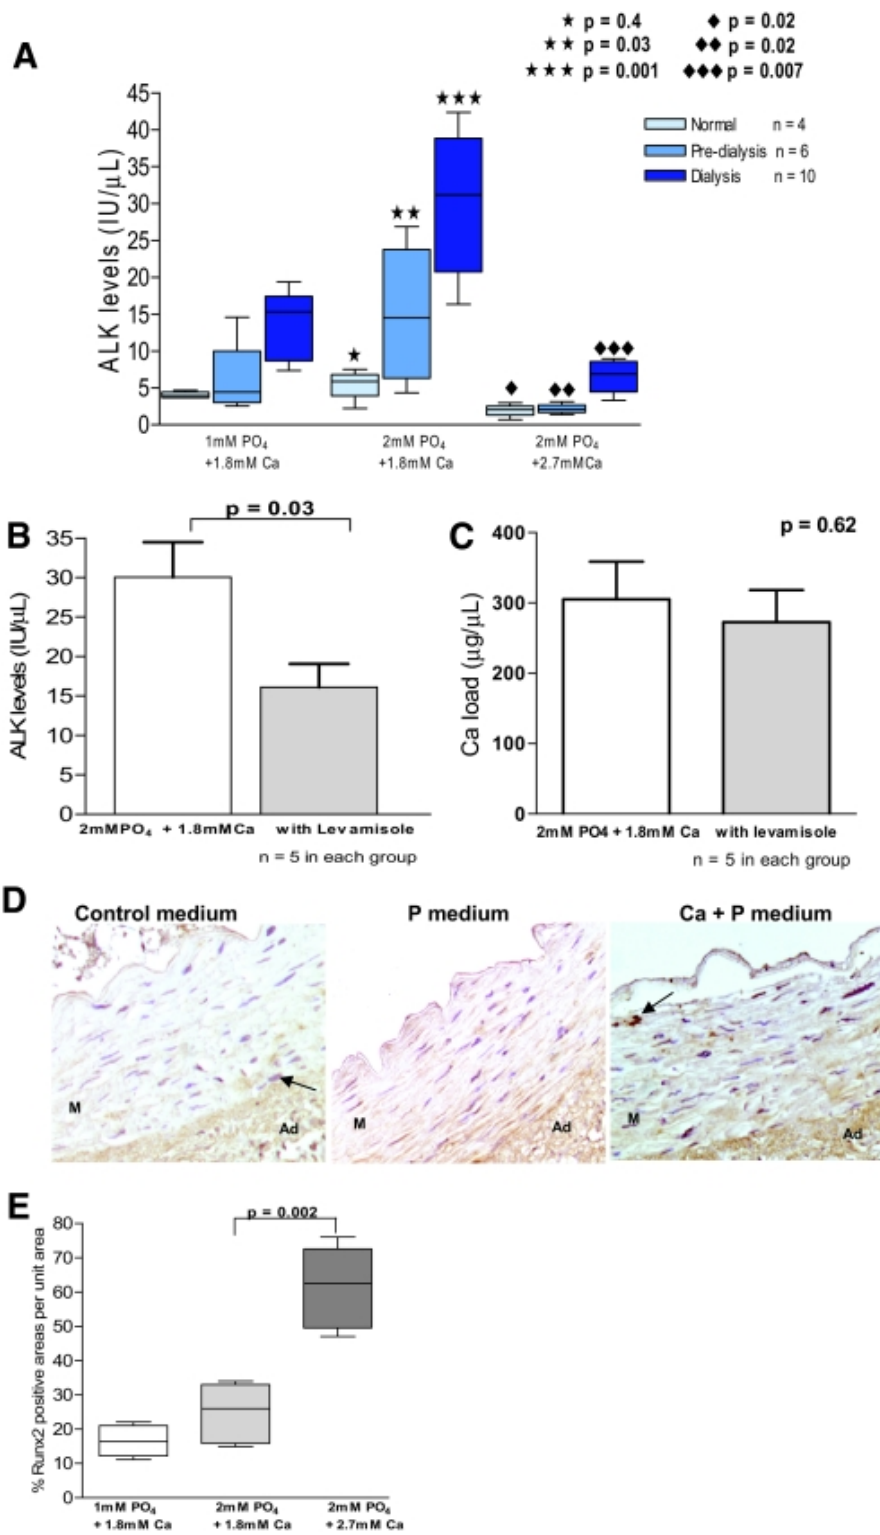 A
★ p = 0.4
★★ p = 0.03
★★★ p = 0.001
♦ p = 0.02
♦♦ p = 0.02
♦♦♦ p = 0.007
Normal n = 4
Pre-dialysis n = 6
Dialysis n = 10
ALK levels (IU/µL)
45
40
35
30
25
20
15
10
5
0
★
★★
★★★
♦
♦♦
♦♦♦
1mM PO₄
+1.8mM Ca
2mM PO₄
+1.8mM Ca
2mM PO₄
+2.7mMCa
B
p = 0.03
ALK levels (IU/µL)
35
30
25
20
15
10
5
0
2mMPO₄ + 1.8mMCa
with Levamisole
n = 5 in each group
C
p = 0.62
Ca load (µg/µL)
400
300
200
100
0
2mM PO4 + 1.8mM Ca
with levamisole
n = 5 in each group
D
Control medium
P medium
Ca + P medium
M
Ad
M
Ad
M
Ad
E
p = 0.002
% Runx2 positive areas per unit area
80
70
60
50
40
30
20
10
0
1mM PO₄
+ 1.8mM Ca
2mM PO₄
+ 1.8mM Ca
2mM PO₄
+ 2.7mM Ca